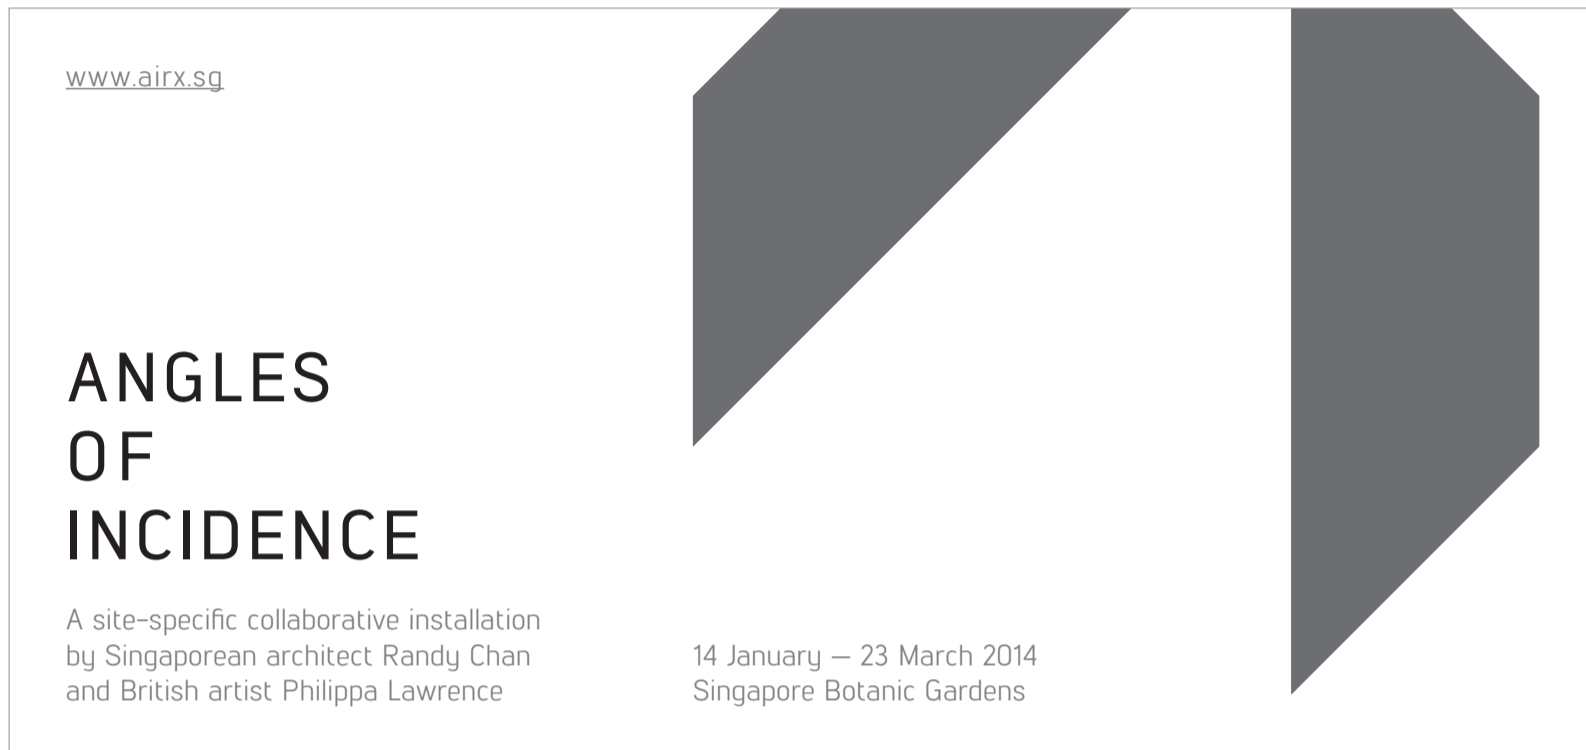 www.airx.sg
ANGLES
OF
INCIDENCE
A site-specific collaborative installation
by Singaporean architect Randy Chan
and British artist Philippa Lawrence
14 January — 23 March 2014
Singapore Botanic Gardens